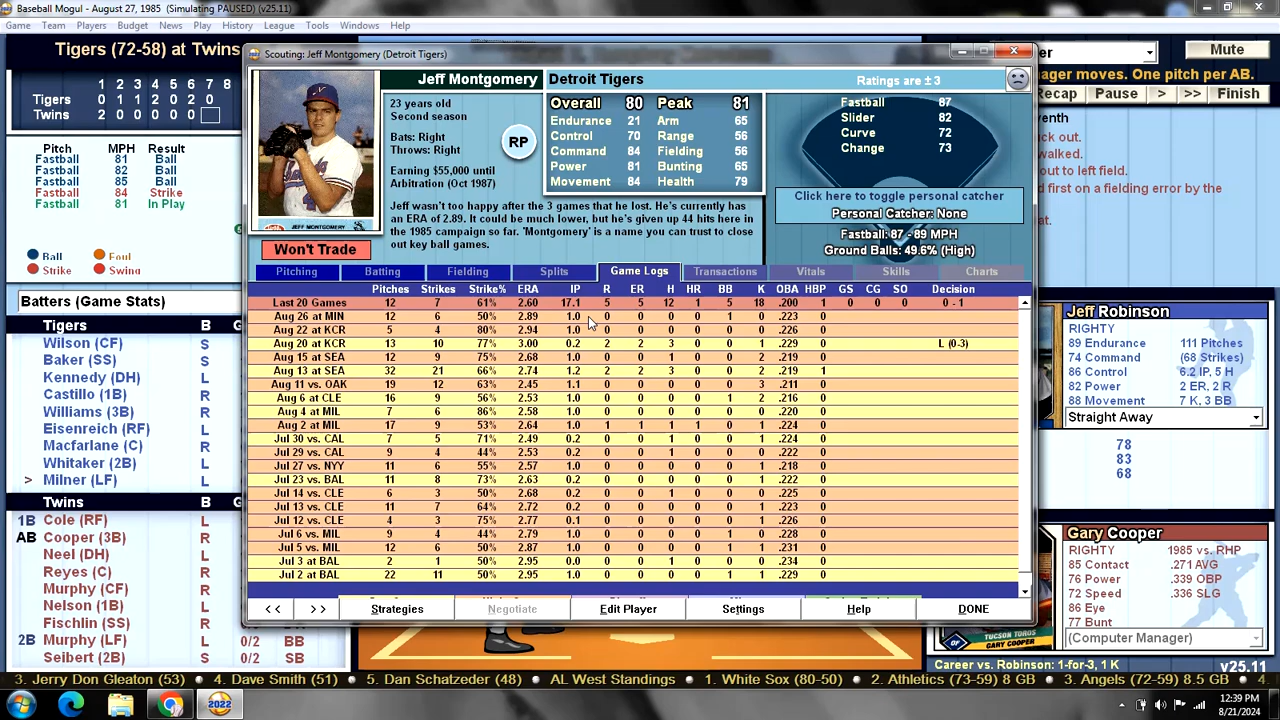 Baseball Mogul - August 27, 1985 (Simulating PAUSED) (v25.11)
Game Team Players Budget News Play History League Tools Windows Help
Tigers (72-58) at Twins
1 2 3 4 5 6 7 8
Tigers 0 1 1 2 0 2 0
Twins 2 0 0 0 0 0
Pitch MPH Result
Fastball 81 Ball
Fastball 82 Ball
Fastball 85 Ball
Fastball 84 Strike
Fastball 81 In Play
Ball Foul
Strike Swing
Batters (Game Stats)
Tigers B
Wilson (CF) S
Baker (SS) S
Kennedy (DH) L
Castillo (1B) R
Williams (3B) R
Eisenreich (RF) L
Macfarlane (C) R
Whitaker (2B) L
> Milner (LF) L
Twins B G
1B Cole (RF) L
AB Cooper (3B) R
Neel (DH) L
Reyes (C) R
Murphy (CF) R
Nelson (1B) L
Fischlin (SS) R
2B Murphy (LF) L 0/2 BB
Seibert (2B) S 0/2 SB
Scouting: Jeff Montgomery (Detroit Tigers)
Jeff Montgomery
23 years old
Second season
Bats: Right
Throws: Right
RP
Earning $55,000 until
Arbitration (Oct 1987)
JEFF MONTGOMERY
Won't Trade
Detroit Tigers
Ratings are ± 3
Overall 80 Peak 81
Endurance 21 Arm 65
Control 70 Range 56
Command 84 Fielding 56
Power 81 Bunting 65
Movement 84 Health 79
Fastball 87
Slider 82
Curve 72
Change 73
Click here to toggle personal catcher
Personal Catcher: None
Fastball: 87 - 89 MPH
Ground Balls: 49.6% (High)
Jeff wasn't too happy after the 3 games that he lost. He's currently has
an ERA of 2.89. It could be much lower, but he's given up 44 hits here in
the 1985 campaign so far. 'Montgomery' is a name you can trust to close
out key ball games.
Pitching Batting Fielding Splits Game Logs Transactions Vitals Skills Charts
Pitches Strikes Strike% ERA IP R ER H HR BB K OBA HBP GS CG SO Decision
Last 20 Games 12 7 61% 2.60 17.1 5 5 12 1 5 18 .200 1 0 0 0 0 - 1
Aug 26 at MIN 12 6 50% 2.89 1.0 0 0 0 0 1 0 .223 0
Aug 22 at KCR 5 4 80% 2.94 1.0 0 0 0 0 0 0 .226 0
Aug 20 at KCR 13 10 77% 3.00 0.2 2 2 3 0 0 1 .229 0 L (0-3)
Aug 15 at SEA 12 9 75% 2.68 1.0 0 0 1 0 0 2 .219 0
Aug 13 at SEA 32 21 66% 2.74 1.2 2 2 3 0 0 2 .219 1
Aug 11 vs. OAK 19 12 63% 2.45 1.1 0 0 0 0 0 3 .211 0
Aug 6 at CLE 16 9 56% 2.53 1.0 0 0 0 0 1 2 .216 0
Aug 4 at MIL 7 6 86% 2.58 1.0 0 0 0 0 0 0 .220 0
Aug 2 at MIL 17 9 53% 2.64 1.0 1 1 1 1 1 0 .224 0
Jul 30 vs. CAL 7 5 71% 2.49 0.2 0 0 1 0 0 1 .224 0
Jul 29 vs. CAL 9 4 44% 2.53 0.2 0 0 1 0 0 0 .222 0
Jul 27 vs. NYY 11 6 55% 2.57 1.0 0 0 0 0 0 1 .218 0
Jul 23 vs. BAL 11 8 73% 2.63 0.2 0 0 0 0 0 1 .222 0
Jul 14 vs. CLE 6 3 50% 2.68 0.2 0 0 1 0 0 0 .225 0
Jul 13 vs. CLE 11 7 64% 2.72 0.2 0 0 0 0 0 1 .223 0
Jul 12 vs. CLE 4 3 75% 2.77 0.1 0 0 0 0 0 1 .226 0
Jul 6 vs. MIL 9 4 44% 2.79 1.0 0 0 0 0 1 0 .228 0
Jul 5 vs. MIL 12 6 50% 2.87 1.0 0 0 0 0 1 1 .231 0
Jul 3 at BAL 2 1 50% 2.95 0.0 0 0 1 0 0 0 .234 0
Jul 2 at BAL 22 11 50% 2.95 1.0 0 0 0 0 1 1 .229 0
<< >> Strategies Negotiate Edit Player Settings Help DONE
Mute
ager moves. One pitch per AB.
Recap Pause > >> Finish
Jeff Robinson
RIGHTY
89 Endurance 111 Pitches
74 Command (68 Strikes)
86 Control 6.2 IP, 5 H
82 Power 2 ER, 2 R
88 Movement 7 K, 3 BB
Straight Away
78
83
68
Gary Cooper
RIGHTY 1985 vs. RHP
85 Contact .271 AVG
76 Power .339 OBP
72 Speed .336 SLG
86 Eye
77 Bunt
(Computer Manager)
TUCSON TOROS
GARY COOPER
OF
Career vs. Robinson: 1-for-3, 1 K
v25.11
3. Jerry Don Gleaton (53) 4. Dave Smith (51) 5. Dan Schatzeder (48) AL West Standings 1. White Sox (80-50) 2. Athletics (73-59) 8 GB 3. Angels (72-59) 8.5 GB 4.
2022
12:39 PM
8/21/2024